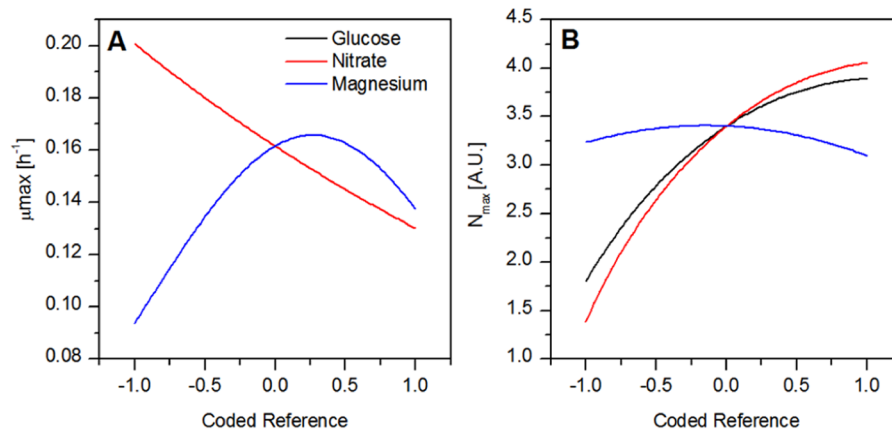 A
Glucose
Nitrate
Magnesium
0.20
0.18
0.16
0.14
0.12
0.10
0.08
μmax [h⁻¹]
-1.0 -0.5 0.0 0.5 1.0
Coded Reference
B
4.5
4.0
3.5
3.0
2.5
2.0
1.5
1.0
Nmax [A.U.]
-1.0 -0.5 0.0 0.5 1.0
Coded Reference